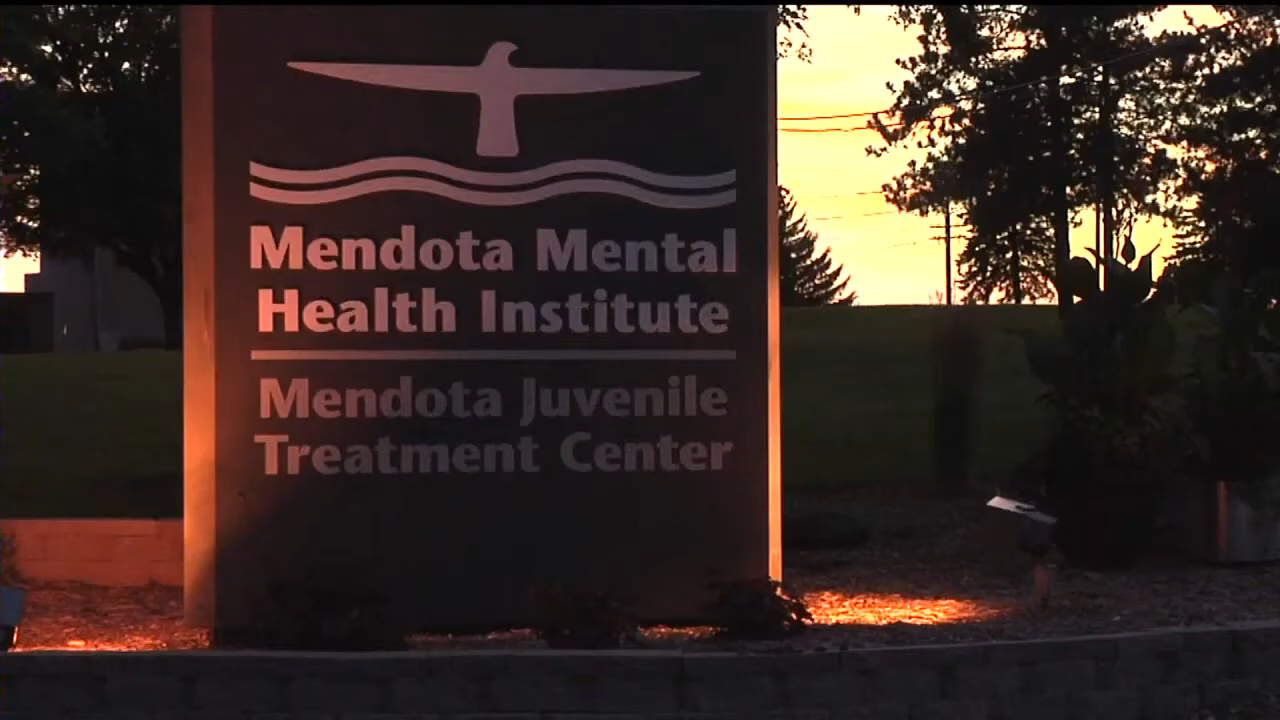 Mendota Mental
Health Institute
Mendota Juvenile
Treatment Center